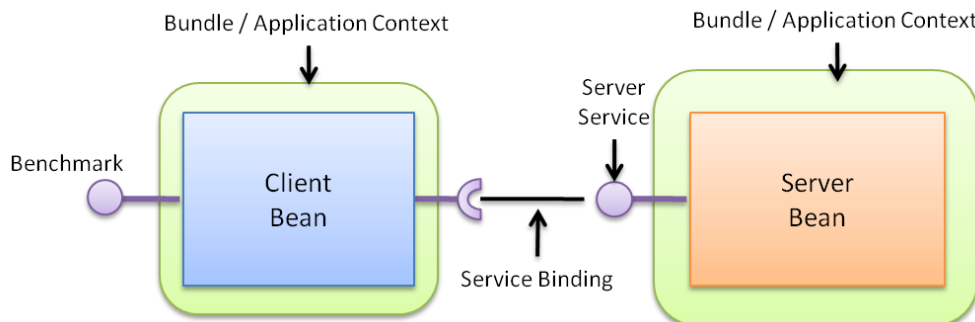 Bundle / Application Context
Bundle / Application Context
Server
Service
Benchmark
Client
Bean
Server
Bean
Service Binding